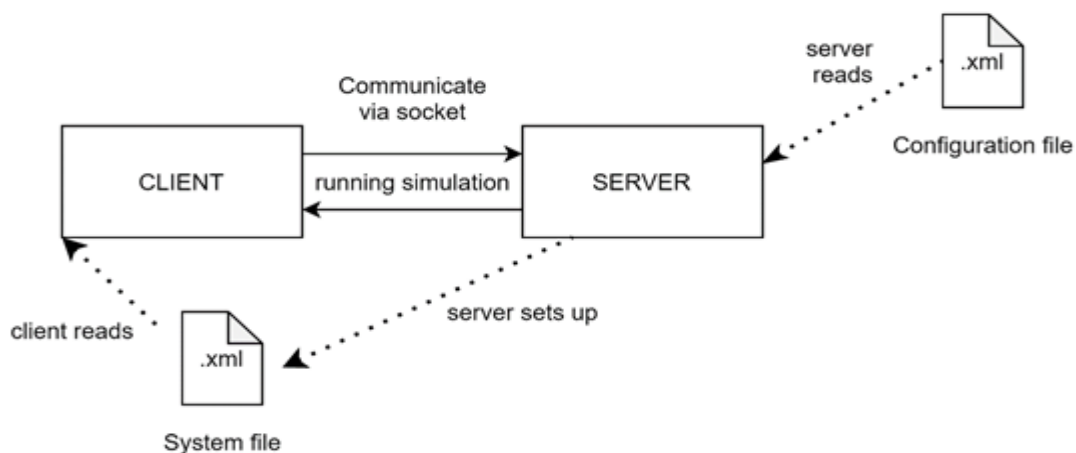 server
reads
.xml
Configuration file
Communicate
via socket
CLIENT
running simulation
SERVER
client reads
server sets up
.xml
System file